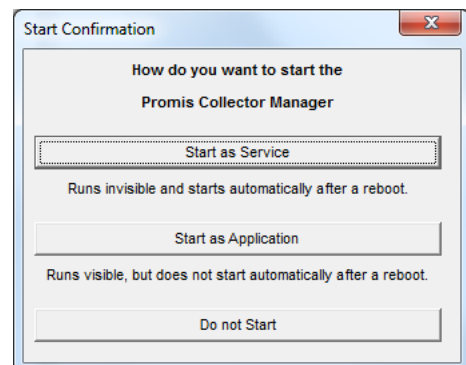 Start Confirmation
How do you want to start the
Promis Collector Manager
Start as Service
Runs invisible and starts automatically after a reboot.
Start as Application
Runs visible, but does not start automatically after a reboot.
Do not Start